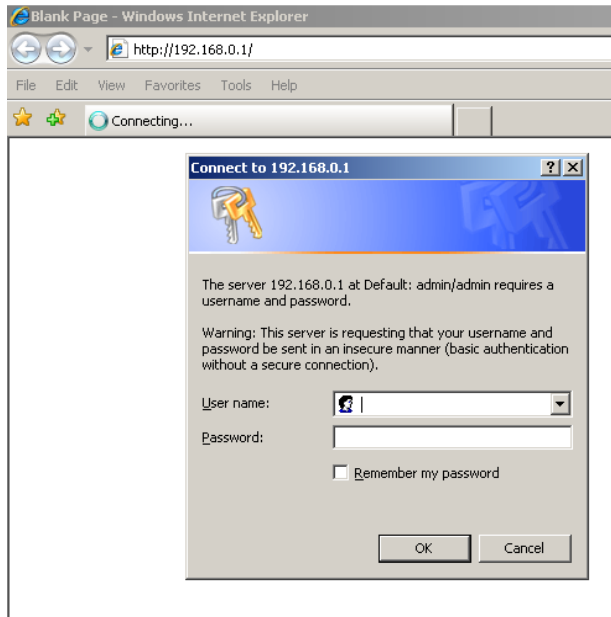 Blank Page - Windows Internet Explorer
http://192.168.0.1/
File Edit View Favorites Tools Help
Connecting...
Connect to 192.168.0.1
The server 192.168.0.1 at Default: admin/admin requires a
username and password.
Warning: This server is requesting that your username and
password be sent in an insecure manner (basic authentication
without a secure connection).
User name:
Password:
Remember my password
OK Cancel